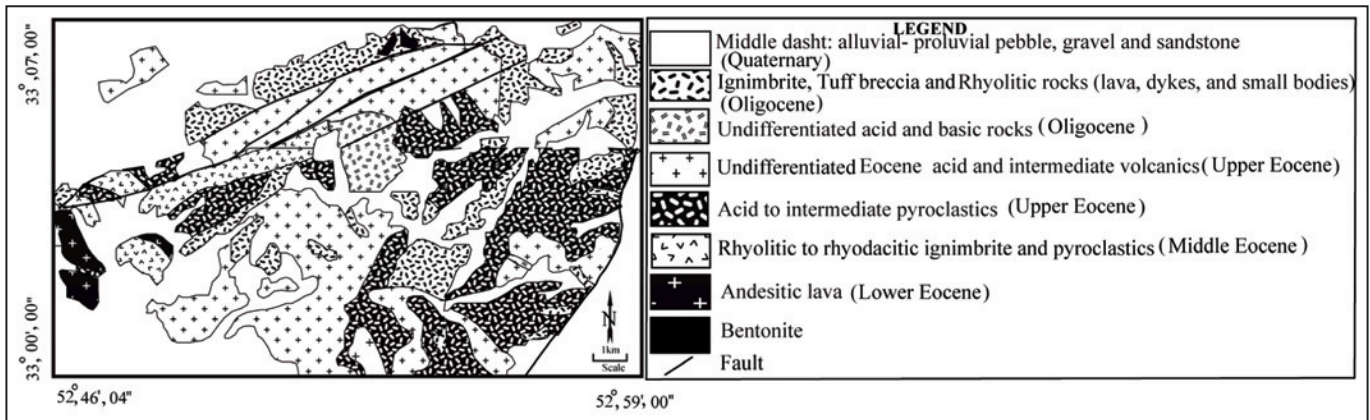 LEGEND
Middle dasht: alluvial- proluvial pebble, gravel and sandstone
(Quaternary)
Ignimbrite, Tuff breccia and Rhyolitic rocks (lava, dykes, and small bodies)
(Oligocene)
Undifferentiated acid and basic rocks (Oligocene)
Undifferentiated Eocene acid and intermediate volcanics (Upper Eocene)
Acid to intermediate pyroclastics (Upper Eocene)
Rhyolitic to rhyodacitic ignimbrite and pyroclastics (Middle Eocene)
Andesitic lava (Lower Eocene)
Bentonite
Fault
33° ,07, 00"
33° 00', 00"
N
1km
Scale
52° 46, 04"
52° 59, 00"